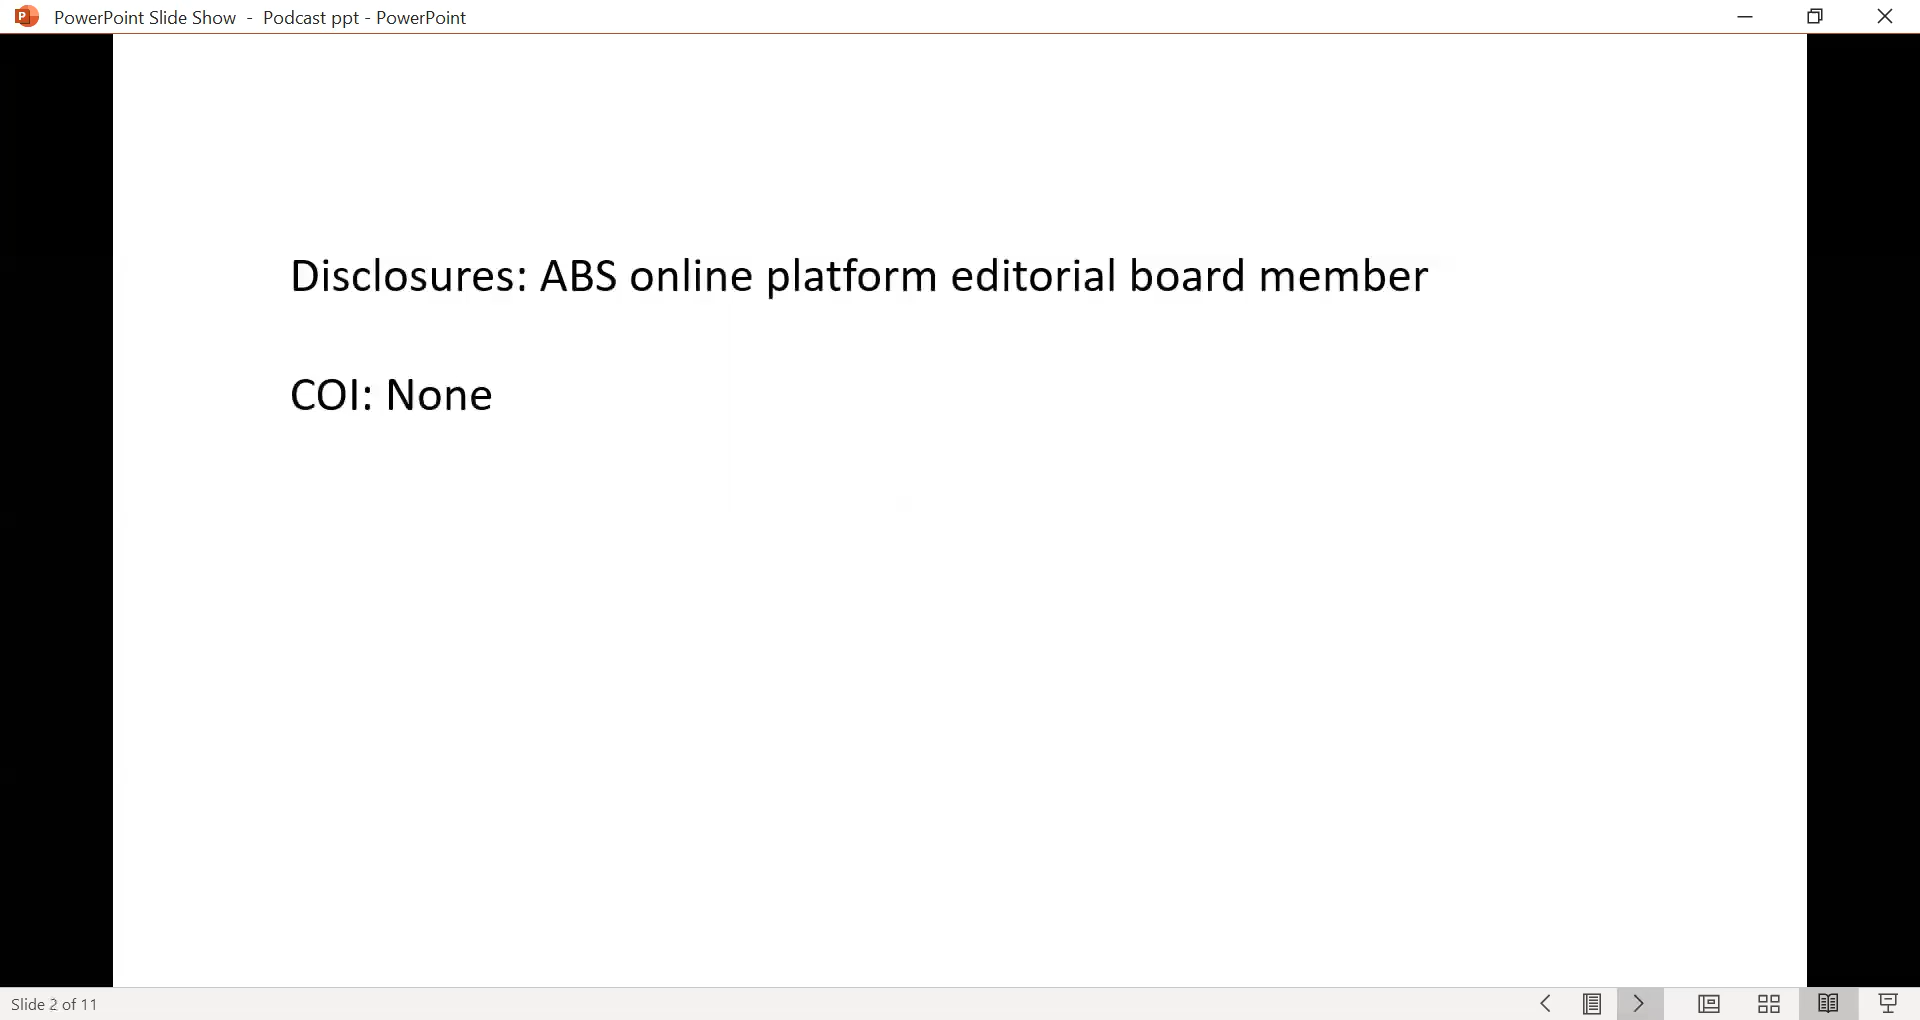 PowerPoint Slide Show - Podcast ppt - PowerPoint
Disclosures: ABS online platform editorial board member
COI: None
Slide 2 of 11